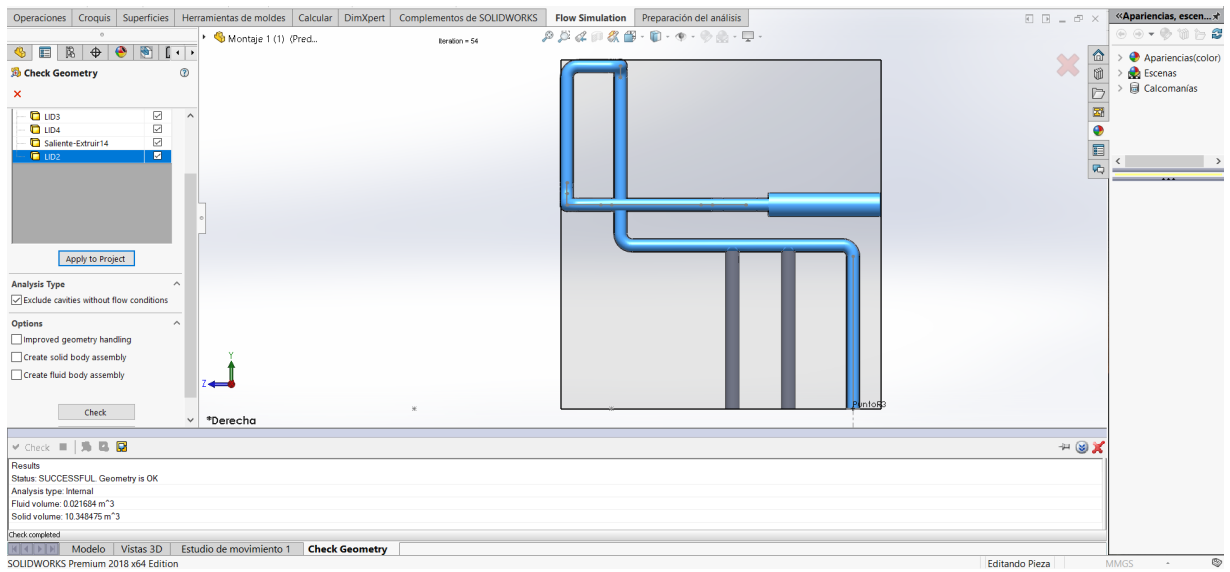 Operaciones Croquis Superficies Herramientas de moldes Calcular DimXpert Complementos de SOLIDWORKS Flow Simulation Preparación del análisis
«Apariencias, escen...
Montaje 1 (1) (Pred...
Iteration = 54
Check Geometry
LID3
LID4
Saliente-Extruir14
LID2
Apply to Project
Analysis Type
Exclude cavities without flow conditions
Options
Improved geometry handling
Create solid body assembly
Create fluid body assembly
Check
Apariencias(color)
Escenas
Calcomanías
Y
Z
*Derecha
PuntoR3
Check
Results
Status: SUCCESSFUL. Geometry is OK
Analysis type: Internal
Fluid volume: 0.021684 m^3
Solid volume: 10.348475 m^3
Check completed
Modelo Vistas 3D Estudio de movimiento 1 Check Geometry
SOLIDWORKS Premium 2018 x64 Edition Editando Pieza MMGS -